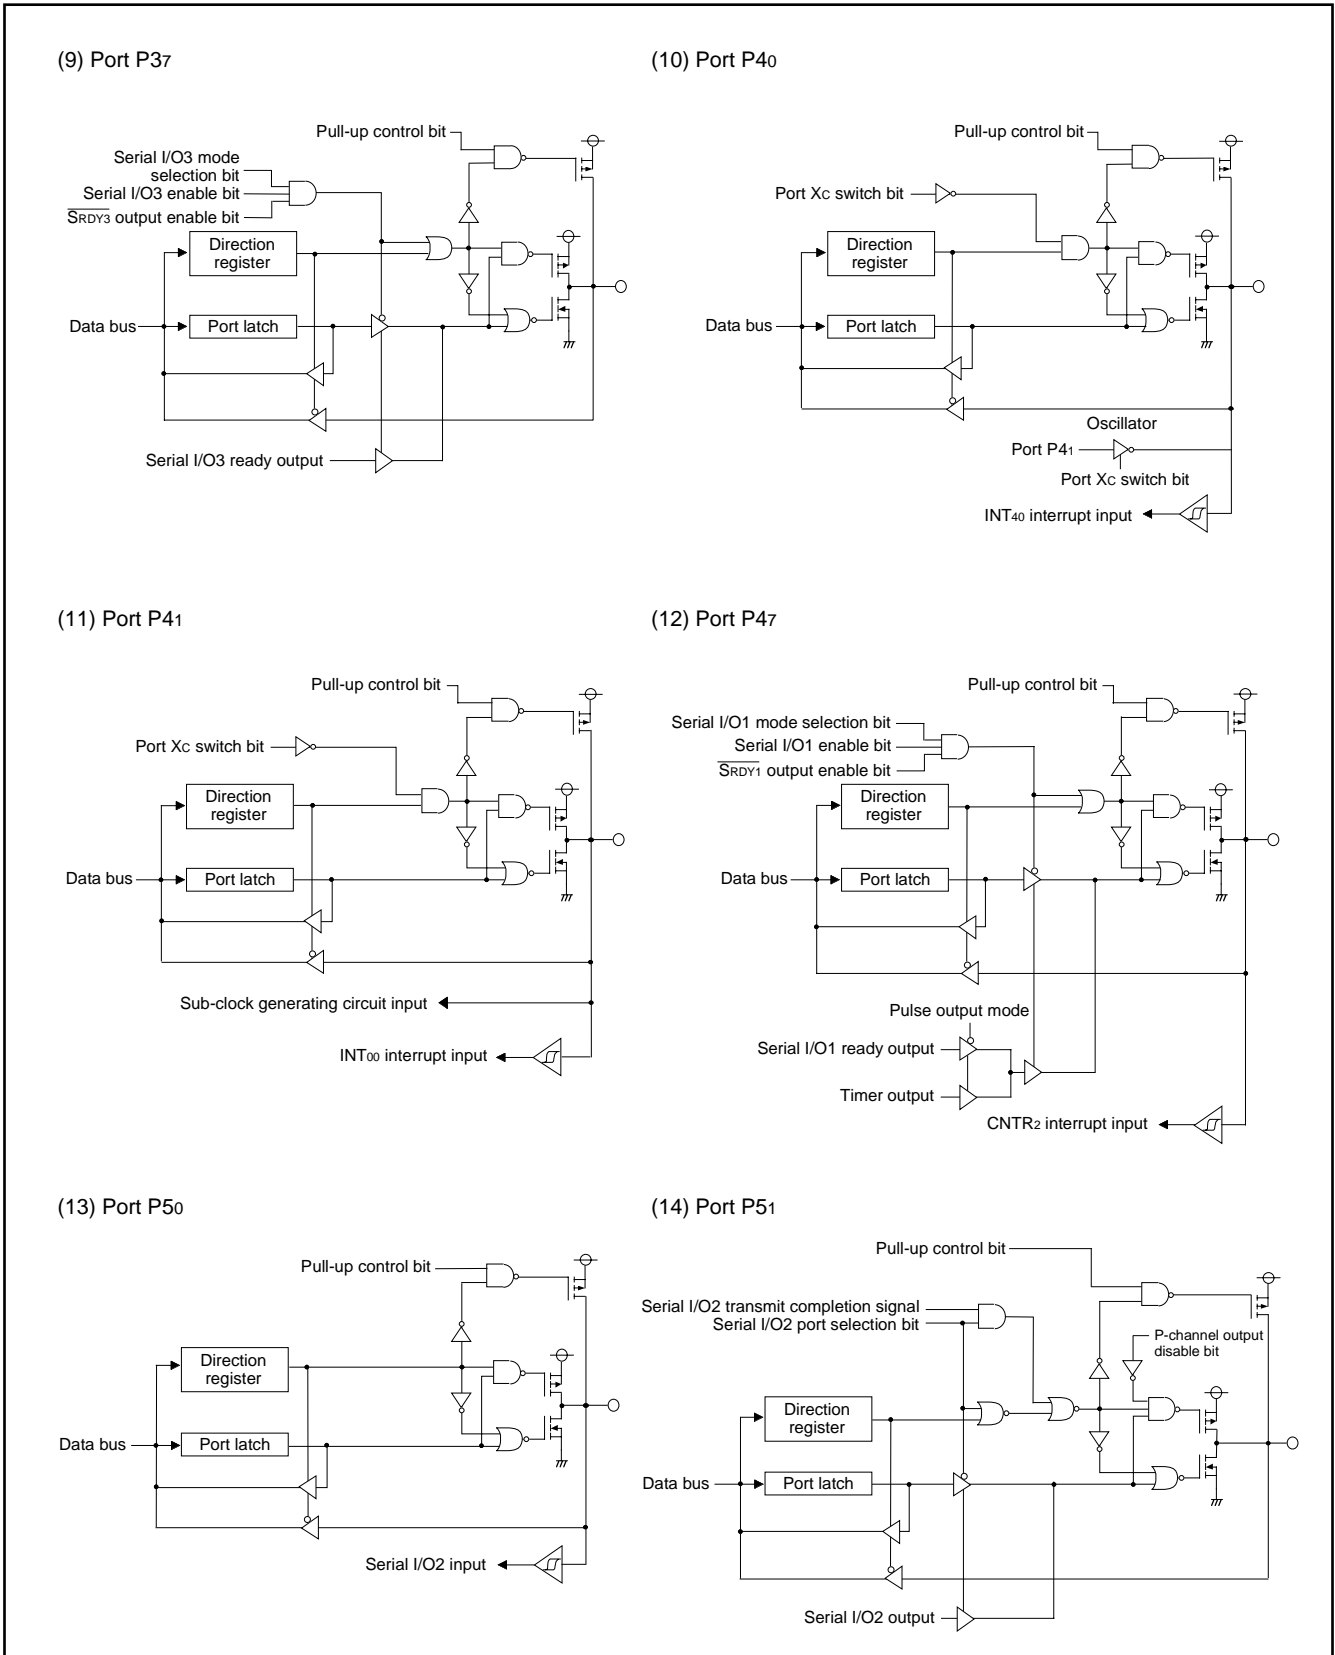 (9) Port P37
Pull-up control bit
Serial I/O3 mode
selection bit
Serial I/O3 enable bit
SRDY3 output enable bit
Direction
register
Data bus
Port latch
Serial I/O3 ready output
(10) Port P40
Pull-up control bit
Port XC switch bit
Direction
register
Data bus
Port latch
Oscillator
Port P41
Port XC switch bit
INT40 interrupt input
(11) Port P41
Pull-up control bit
Port XC switch bit
Direction
register
Data bus
Port latch
Sub-clock generating circuit input
INT00 interrupt input
(12) Port P47
Pull-up control bit
Serial I/O1 mode selection bit
Serial I/O1 enable bit
SRDY1 output enable bit
Direction
register
Data bus
Port latch
Pulse output mode
Serial I/O1 ready output
Timer output
CNTR2 interrupt input
(13) Port P50
Pull-up control bit
Direction
register
Data bus
Port latch
Serial I/O2 input
(14) Port P51
Pull-up control bit
Serial I/O2 transmit completion signal
Serial I/O2 port selection bit
P-channel output
disable bit
Direction
register
Data bus
Port latch
Serial I/O2 output